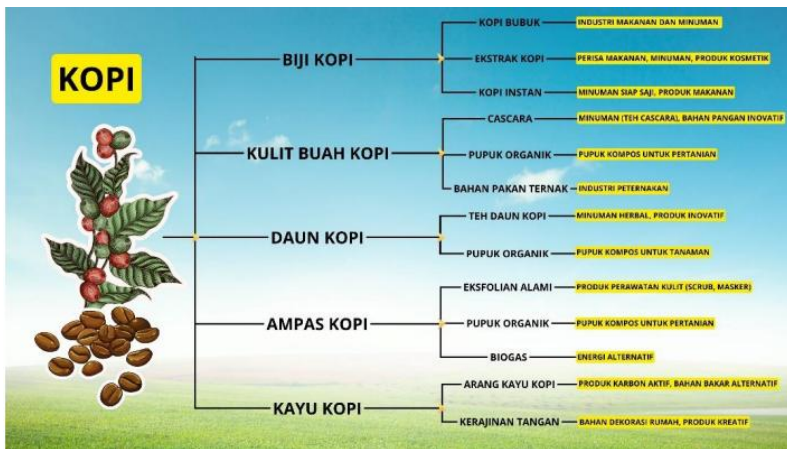 KOPI
BIJI KOPI
KOPI BUBUK
INDUSTRI MAKANAN DAN MINUMAN
EKSTRAK KOPI
PERISA MAKANAN, MINUMAN, PRODUK KOSMETIK
KOPI INSTAN
MINUMAN SIAP SAJI, PRODUK MAKANAN
KULIT BUAH KOPI
CASCARA
MINUMAN (TEH CASCARA), BAHAN PANGAN INOVATIF
PUPUK ORGANIK
PUPUK KOMPOS UNTUK PERTANIAN
BAHAN PAKAN TERNAK
INDUSTRI PETERNAKAN
DAUN KOPI
TEH DAUN KOPI
MINUMAN HERBAL, PRODUK INOVATIF
PUPUK ORGANIK
PUPUK KOMPOS UNTUK TANAMAN
AMPAS KOPI
EKSFOLIAN ALAMI
PRODUK PERAWATAN KULIT (SCRUB, MASKER)
PUPUK ORGANIK
PUPUK KOMPOS UNTUK PERTANIAN
BIOGAS
ENERGI ALTERNATIF
KAYU KOPI
ARANG KAYU KOPI
PRODUK KARBON AKTIF, BAHAN BAKAR ALTERNATIF
KERAJINAN TANGAN
BAHAN DEKORASI RUMAH, PRODUK KREATIF